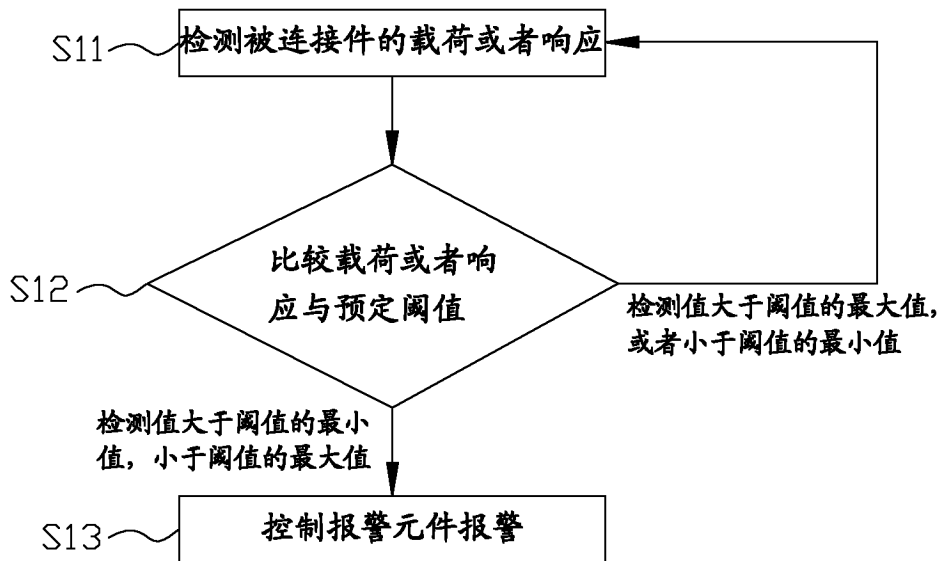 S11
检测被连接件的载荷或者响应
S12
比较载荷或者响
应与预定阈值
检测值大于阈值的最大值,
或者小于阈值的最小值
检测值大于阈值的最小
值, 小于阈值的最大值
S13
控制报警元件报警